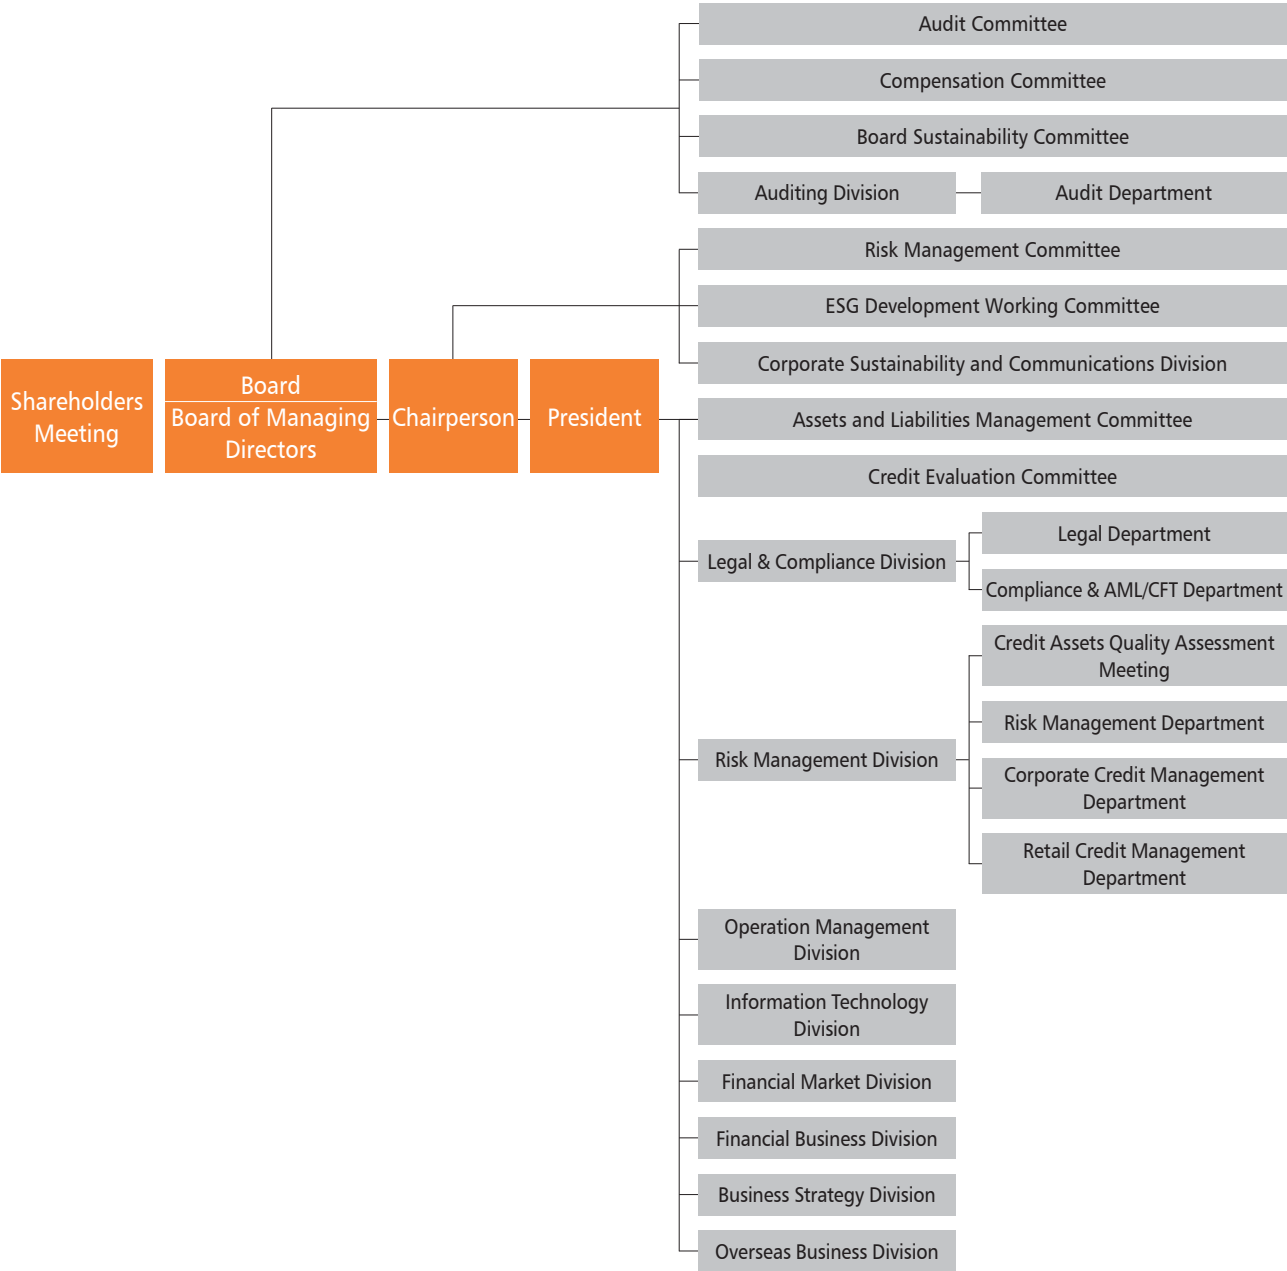 Audit Committee
Compensation Committee
Board Sustainability Committee
Auditing Division
Audit Department
Risk Management Committee
ESG Development Working Committee
Corporate Sustainability and Communications Division
Shareholders
Meeting
Board
Board of Managing
Directors
Chairperson
President
Assets and Liabilities Management Committee
Credit Evaluation Committee
Legal & Compliance Division
Legal Department
Compliance & AML/CFT Department
Risk Management Division
Credit Assets Quality Assessment
Meeting
Risk Management Department
Corporate Credit Management
Department
Retail Credit Management
Department
Operation Management
Division
Information Technology
Division
Financial Market Division
Financial Business Division
Business Strategy Division
Overseas Business Division